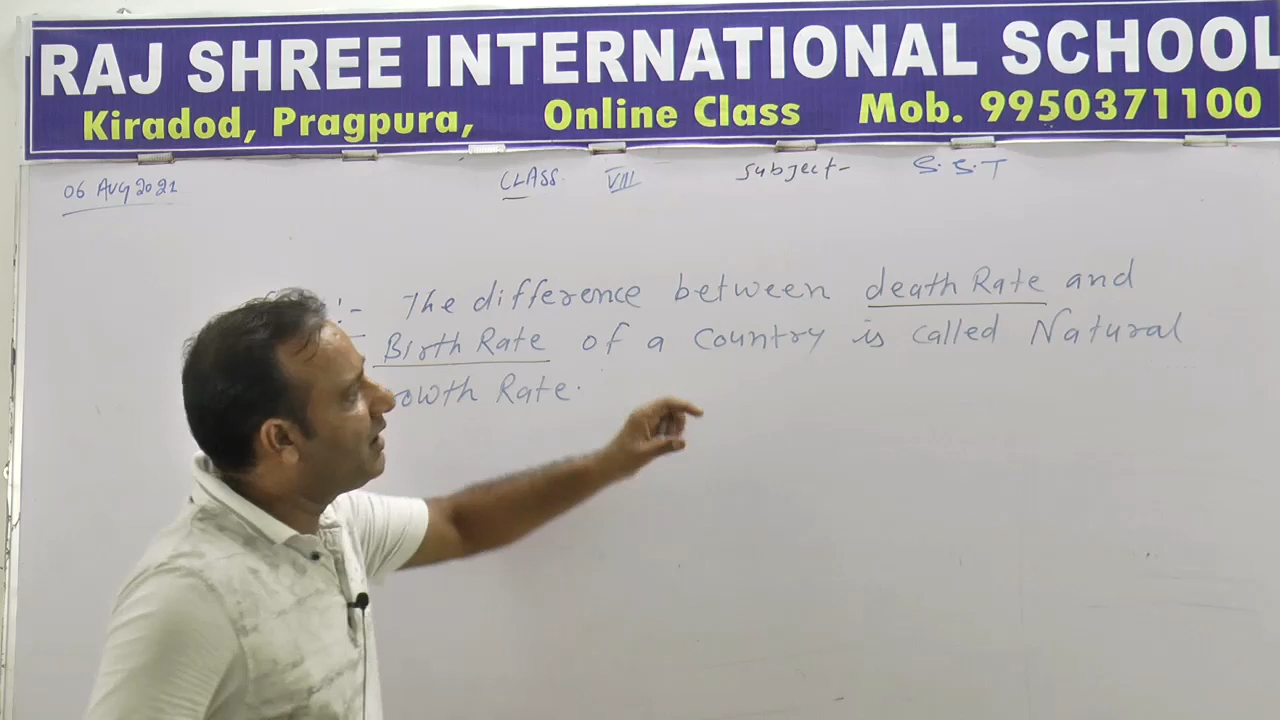 RAJ SHREE INTERNATIONAL SCHOOL
Kiradod, Pragpura, Online Class Mob. 9950371100
06 Aug 2021 CLASS VIII Subject- S.S.T
:- The difference between death Rate and
Birth Rate of a Country is called Natural
owth Rate.